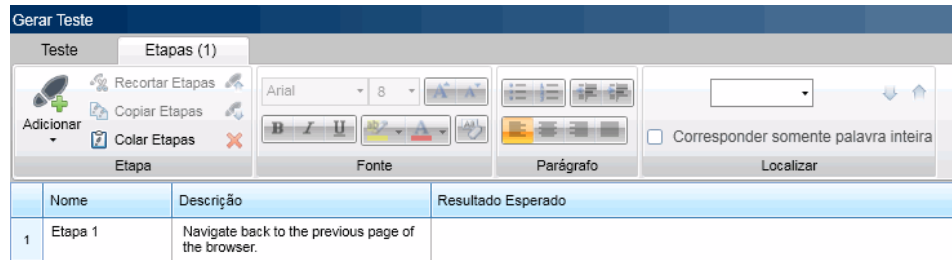 Gerar Teste
Teste Etapas (1)
Adicionar
Recortar Etapas
Copiar Etapas
Colar Etapas
Etapa
Arial 8
B I U A
Fonte
Parágrafo
Corresponder somente palavra inteira
Localizar
Nome Descrição Resultado Esperado
1 Etapa 1 Navigate back to the previous page of
the browser.